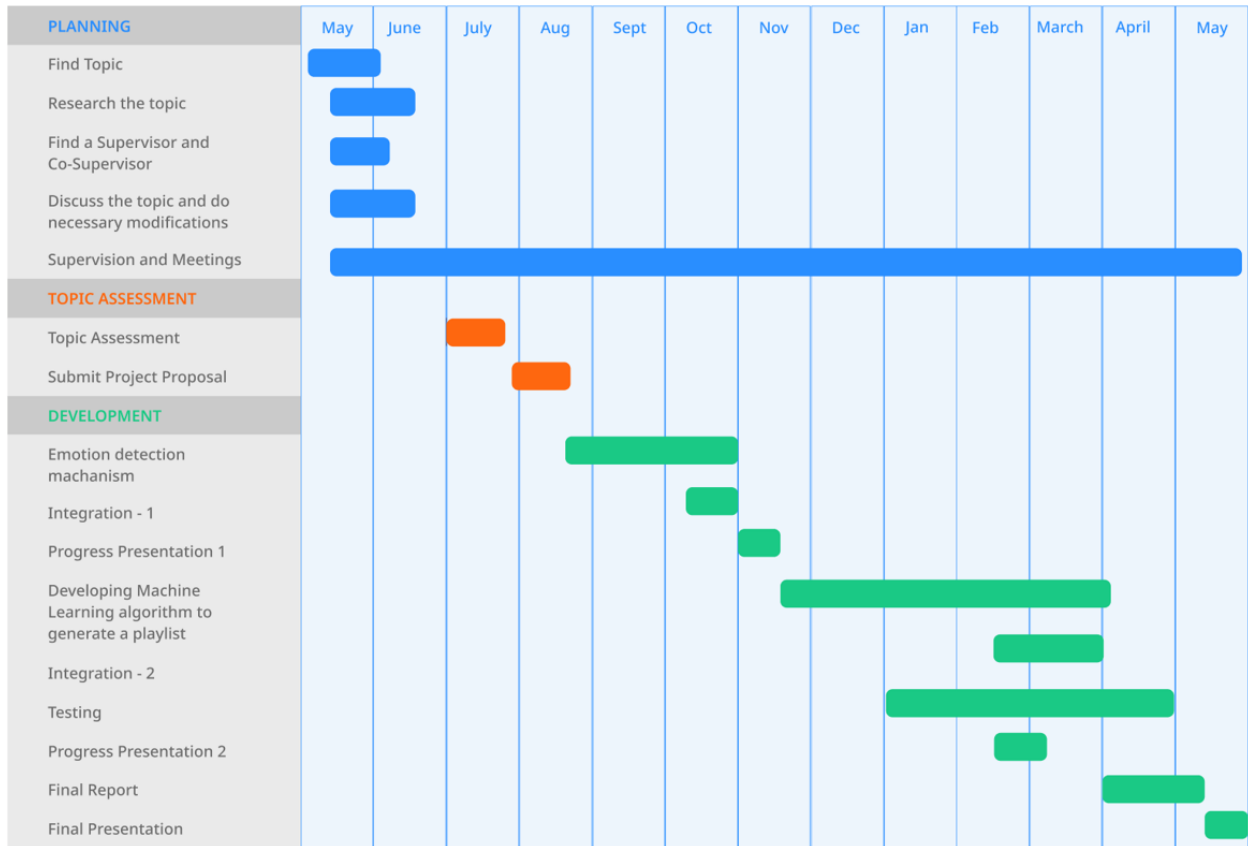 PLANNING
May June July Aug Sept Oct Nov Dec Jan Feb March April May
Find Topic
Research the topic
Find a Supervisor and
Co-Supervisor
Discuss the topic and do
necessary modifications
Supervision and Meetings
TOPIC ASSESSMENT
Topic Assessment
Submit Project Proposal
DEVELOPMENT
Emotion detection
machanism
Integration - 1
Progress Presentation 1
Developing Machine
Learning algorithm to
generate a playlist
Integration - 2
Testing
Progress Presentation 2
Final Report
Final Presentation